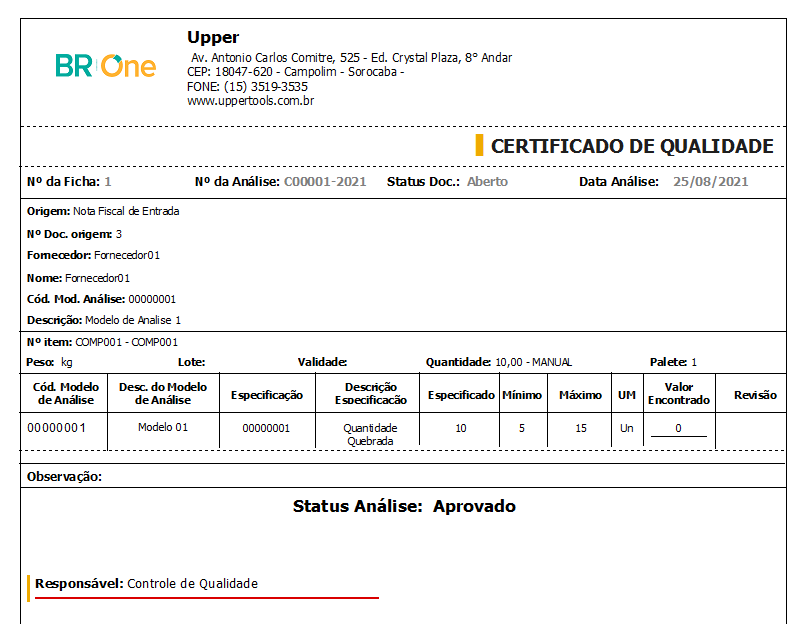 BR One
Upper
Av. Antonio Carlos Comitre, 525 - Ed. Crystal Plaza, 8° Andar
CEP: 18047-620 - Campolim - Sorocaba -
FONE: (15) 3519-3535
www.uppertools.com.br
CERTIFICADO DE QUALIDADE
Nº da Ficha: 1 Nº da Análise: C00001-2021 Status Doc.: Aberto Data Análise: 25/08/2021
Origem: Nota Fiscal de Entrada
Nº Doc. origem: 3
Fornecedor: Fornecedor01
Nome: Fornecedor01
Cód. Mod. Análise: 00000001
Descrição: Modelo de Analise 1
Nº item: COMP001 - COMP001
Peso: kg Lote: Validade: Quantidade: 10,00 - MANUAL Palete: 1
Cód. Modelo de Análise Desc. do Modelo de Análise Especificação Descrição Especificação Especificado Mínimo Máximo UM Valor Encontrado Revisão
00000001 Modelo 01 00000001 Quantidade Quebrada 10 5 15 Un 0
Observação:
Status Análise: Aprovado
Responsável: Controle de Qualidade